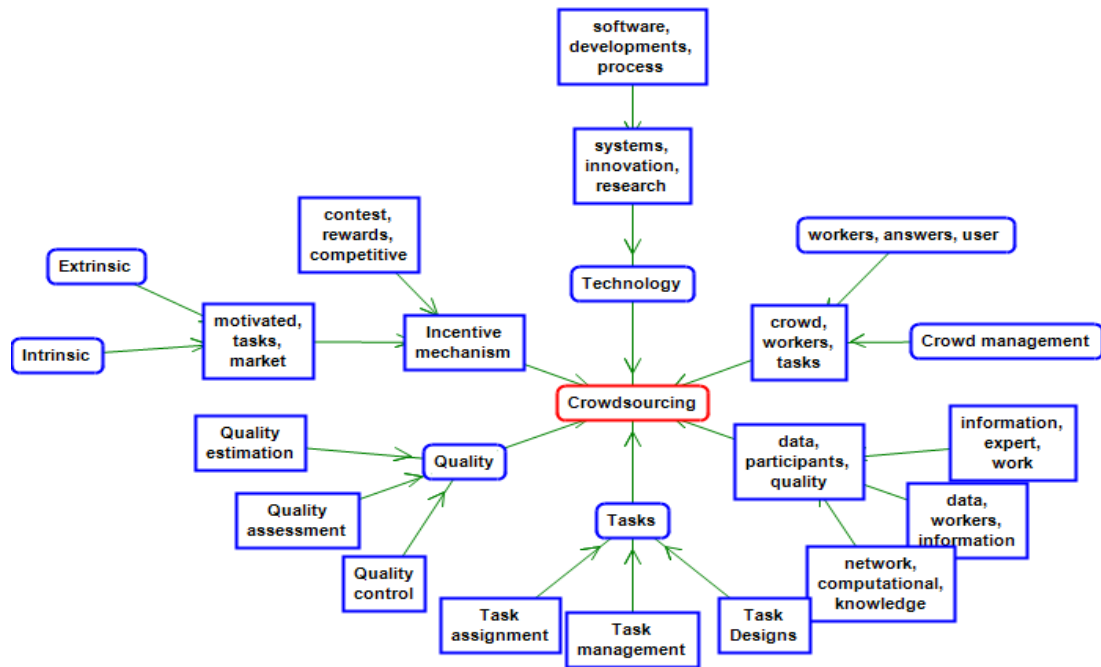 software,
developments,
process
systems,
innovation,
research
contest,
rewards,
competitive
workers, answers, user
Extrinsic
Technology
motivated,
tasks,
market
Incentive
mechanism
crowd,
workers,
tasks
Crowd management
Intrinsic
Crowdsourcing
Quality
estimation
Quality
data,
participants,
quality
information,
expert,
work
Quality
assessment
Tasks
data,
workers,
information
Quality
control
network,
computational,
knowledge
Task
assignment
Task
management
Task
Designs